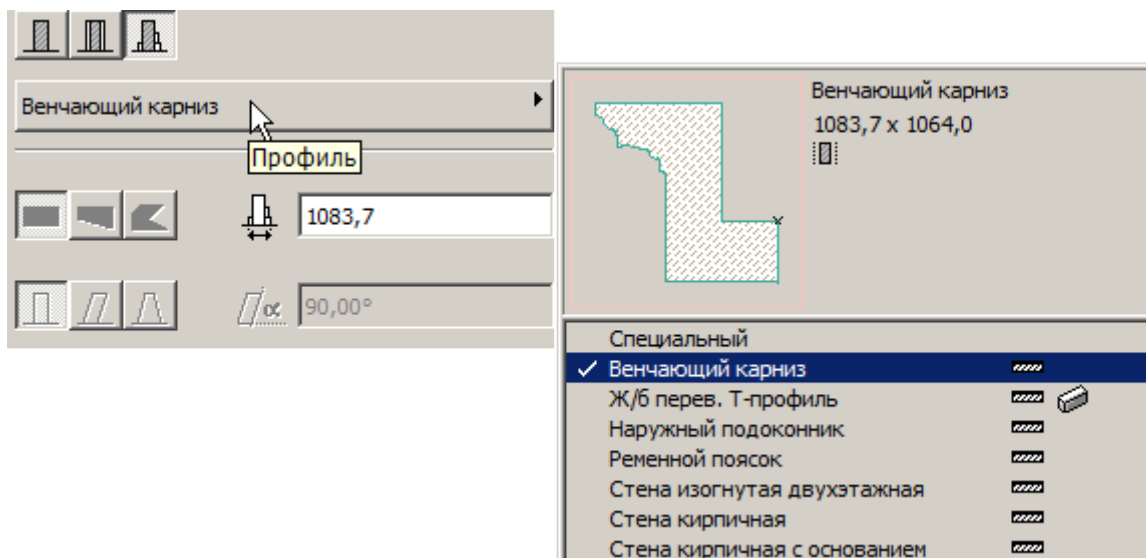 Венчающий карниз
Профиль
1083,7
α
90,00°
Венчающий карниз
1083,7 x 1064,0
Специальный
Венчающий карниз
Ж/б перев. Т-профиль
Наружный подоконник
Ременной поясок
Стена изогнутая двухэтажная
Стена кирпичная
Стена кирпичная с основанием